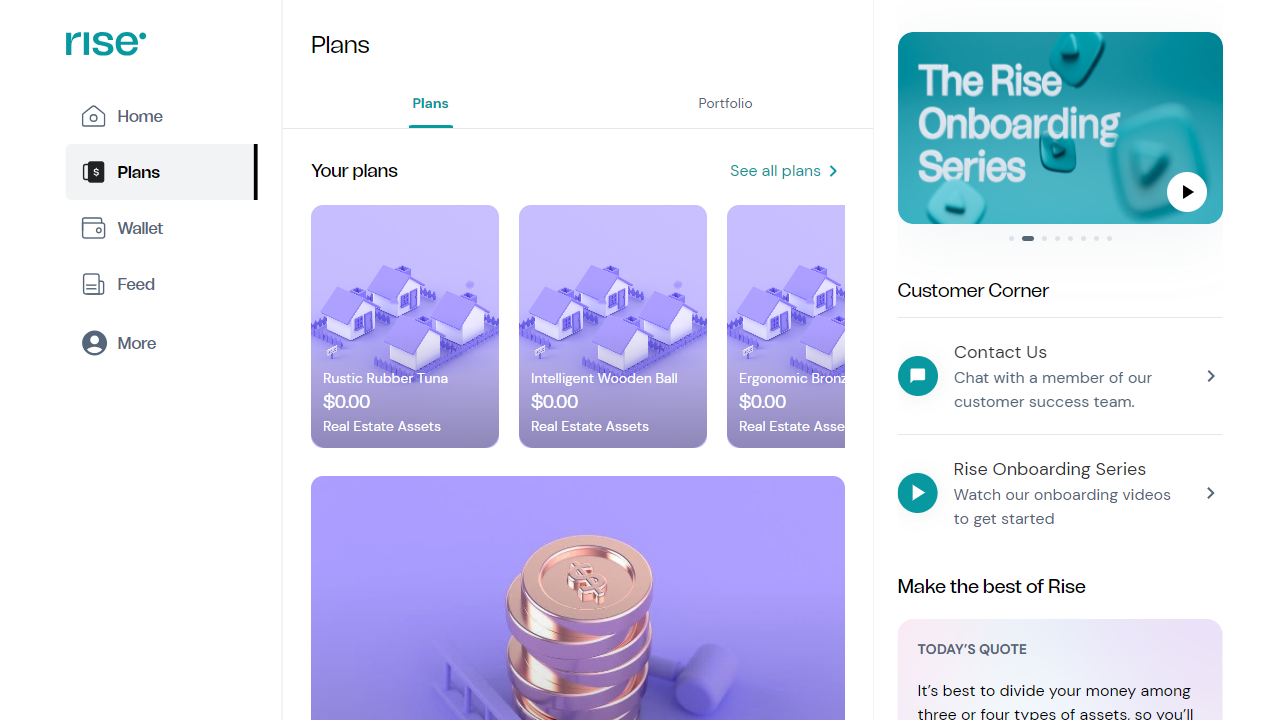 rise
Home
Plans
Wallet
Feed
More
Plans
Plans
Portfolio
Your plans
See all plans
Rustic Rubber Tuna
$0.00
Real Estate Assets
Intelligent Wooden Ball
$0.00
Real Estate Assets
Ergonomic Bronz
$0.00
Real Estate Asse
The Rise
Onboarding
Series
Customer Corner
Contact Us
Chat with a member of our
customer success team.
Rise Onboarding Series
Watch our onboarding videos
to get started
Make the best of Rise
TODAY'S QUOTE
It's best to divide your money among
three or four types of assets, so you'll